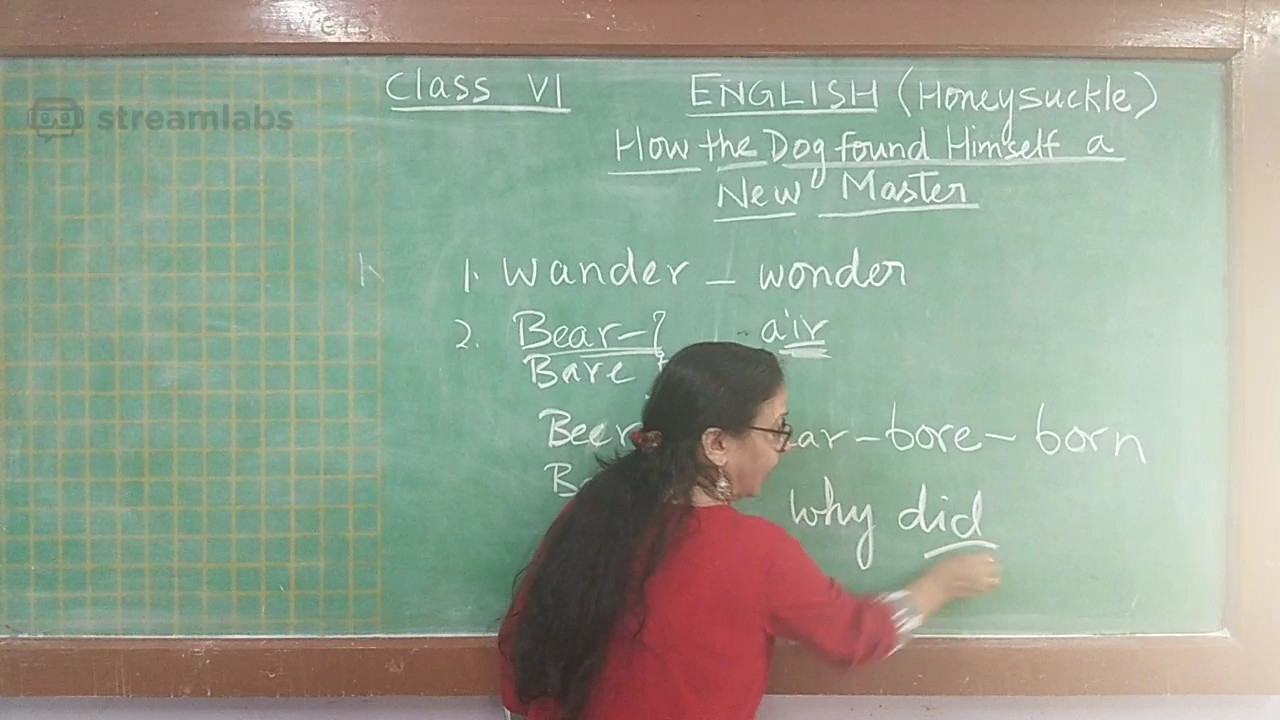 streamlabs
Class VI ENGLISH (Honeysuckle)
How the Dog found Himself a
New Master
1. Wander – wonder
2. Bear – air
Bare
Beer ar – bore – born
B
Why did